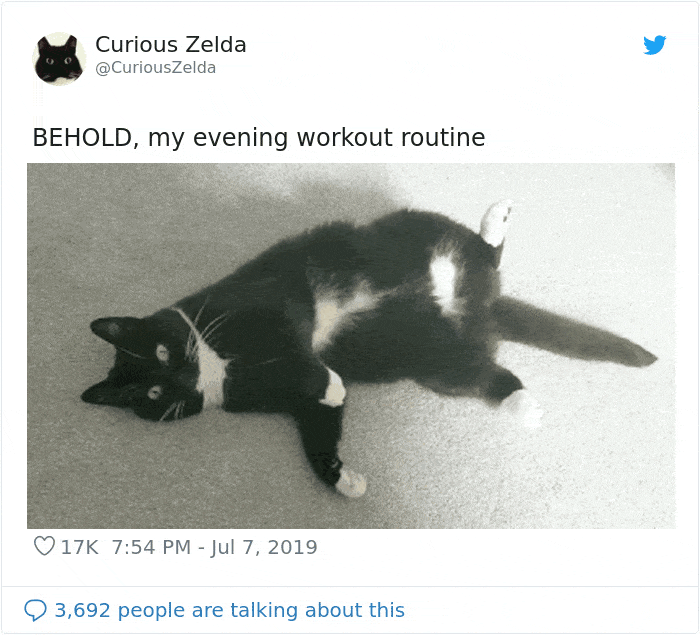 Curious Zelda
@CuriousZelda
BEHOLD, my evening workout routine
17K 7:54 PM - Jul 7, 2019
3,692 people are talking about this